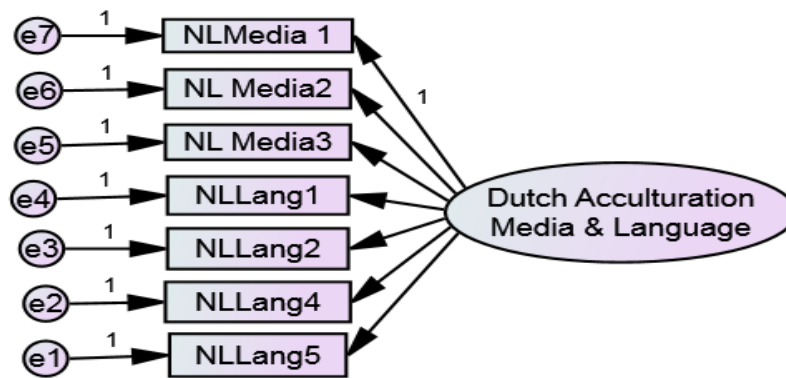 e7 1 NLMedia 1
1
e6 1 NL Media2
e5 1 NL Media3
e4 1 NLLang1
Dutch Acculturation
Media & Language
e3 1 NLLang2
e2 1 NLLang4
e1 1 NLLang5